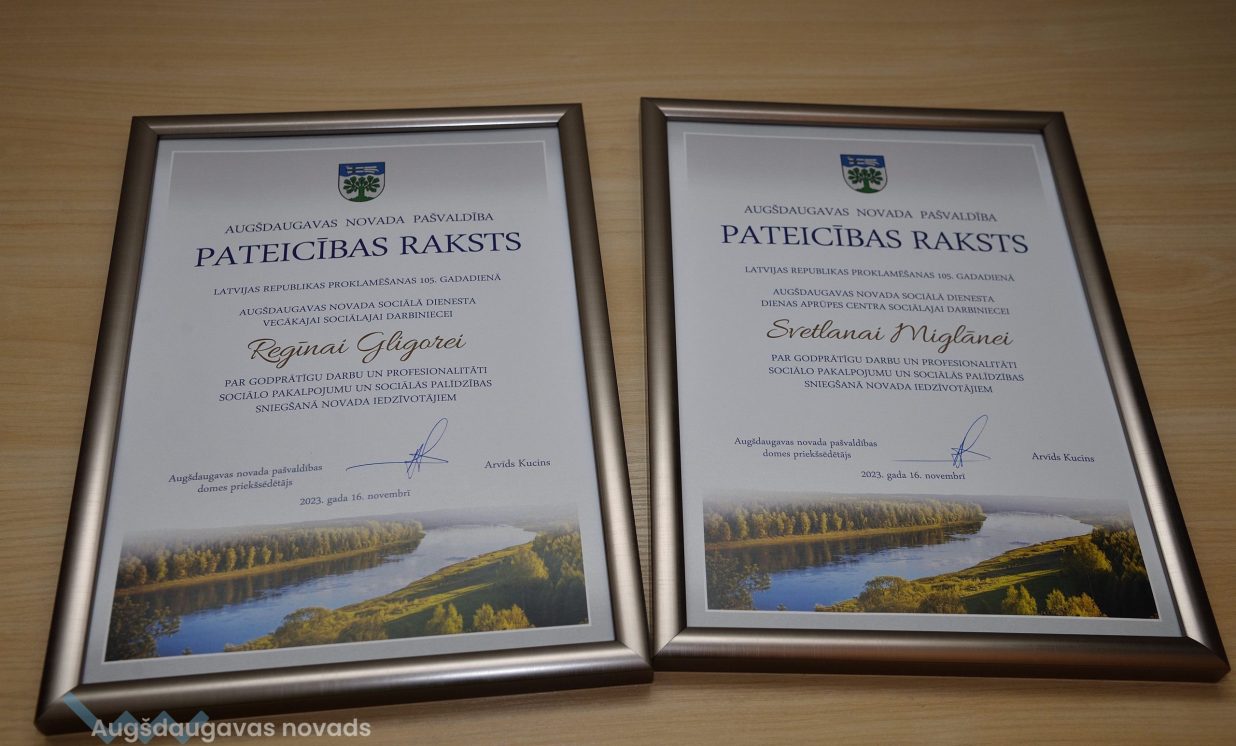 AUGŠDAUGAVAS NOVADA PAŠVALDĪBA
PATEICĪBAS RAKSTS
LATVIJAS REPUBLIKAS PROKLAMĒŠANAS 105. GADADIENĀ
AUGŠDAUGAVAS NOVADA SOCIĀLĀ DIENESTA
VECĀKAJAI SOCIĀLAJAI DARBINIECEI
Regīnai Gligorei
PAR GODPRĀTĪGU DARBU UN PROFESIONALITĀTI
SOCIĀLO PAKALPOJUMU UN SOCIĀLĀS PALĪDZĪBAS
SNIEGŠANĀ NOVADA IEDZĪVOTĀJIEM
Augšdaugavas novada pašvaldības
domes priekšsēdētājs
Arvīds Kucins
2023. gada 16. novembrī
AUGŠDAUGAVAS NOVADA PAŠVALDĪBA
PATEICĪBAS RAKSTS
LATVIJAS REPUBLIKAS PROKLAMĒŠANAS 105. GADADIENĀ
AUGŠDAUGAVAS NOVADA SOCIĀLĀ DIENESTA
DIENAS APRŪPES CENTRA SOCIĀLAJAI DARBINIECEI
Svetlanai Miglānei
PAR GODPRĀTĪGU DARBU UN PROFESIONALITĀTI
SOCIĀLO PAKALPOJUMU UN SOCIĀLĀS PALĪDZĪBAS
SNIEGŠANĀ NOVADA IEDZĪVOTĀJIEM
Augšdaugavas novada pašvaldības
domes priekšsēdētājs
Arvīds Kucins
2023. gada 16. novembrī
Augšdaugavas novads